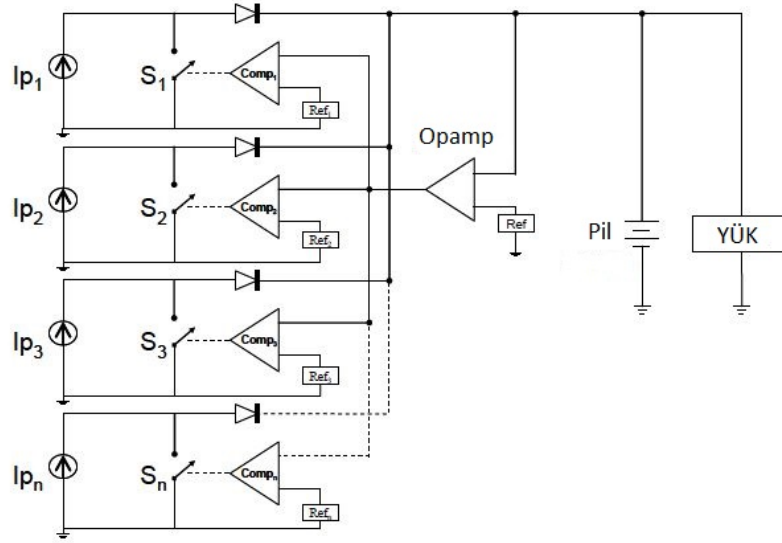 Ip1
S1
Comp1
Ref1
Opamp
Ip2
S2
Comp2
Ref2
Ref
Pil
YÜK
Ip3
S3
Comp3
Ref3
Ipn
Sn
Compn
Refn